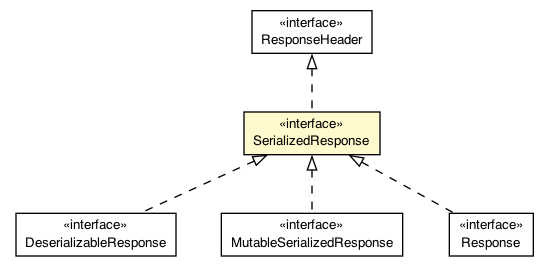 «interface»
ResponseHeader
«interface»
SerializedResponse
«interface»
DeserializableResponse
«interface»
MutableSerializedResponse
«interface»
Response